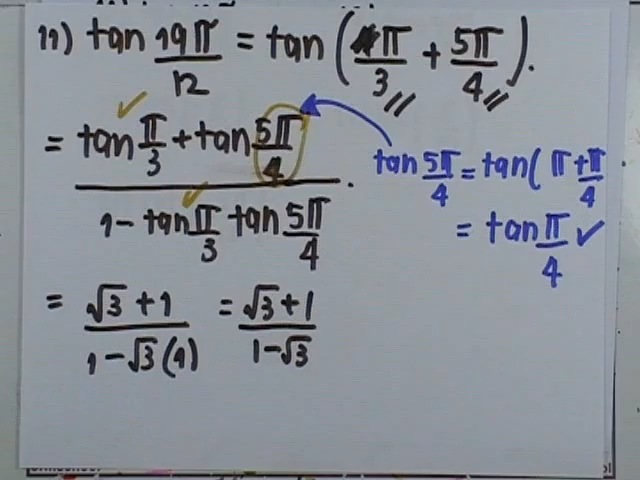 11) tan 19π/12 = tan (π/3 + 5π/4).
= (tan π/3 + tan 5π/4) / (1 - tan π/3 tan 5π/4).
tan 5π/4 = tan( π + π/4
= tan π/4 ✓
= (√3 + 1) / (1 - √3 (1)) = (√3 + 1) / (1 - √3)